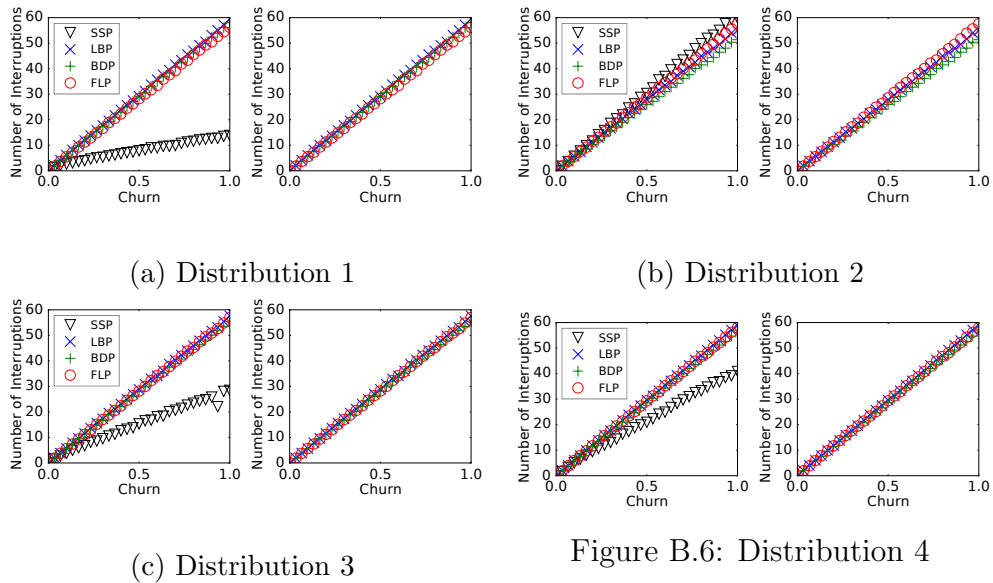 Number of Interruptions
60
50
40
30
20
10
0
SSP
LBP
BDP
FLP
0.0 0.5 1.0
Churn
Number of Interruptions
60
50
40
30
20
10
0
0.0 0.5 1.0
Churn
(a) Distribution 1
Number of Interruptions
60
50
40
30
20
10
0
SSP
LBP
BDP
FLP
0.0 0.5 1.0
Churn
Number of Interruptions
60
50
40
30
20
10
0
0.0 0.5 1.0
Churn
(b) Distribution 2
Number of Interruptions
60
50
40
30
20
10
0
SSP
LBP
BDP
FLP
0.0 0.5 1.0
Churn
Number of Interruptions
60
50
40
30
20
10
0
0.0 0.5 1.0
Churn
(c) Distribution 3
Number of Interruptions
60
50
40
30
20
10
0
SSP
LBP
BDP
FLP
0.0 0.5 1.0
Churn
Number of Interruptions
60
50
40
30
20
10
0
0.0 0.5 1.0
Churn
Figure B.6: Distribution 4